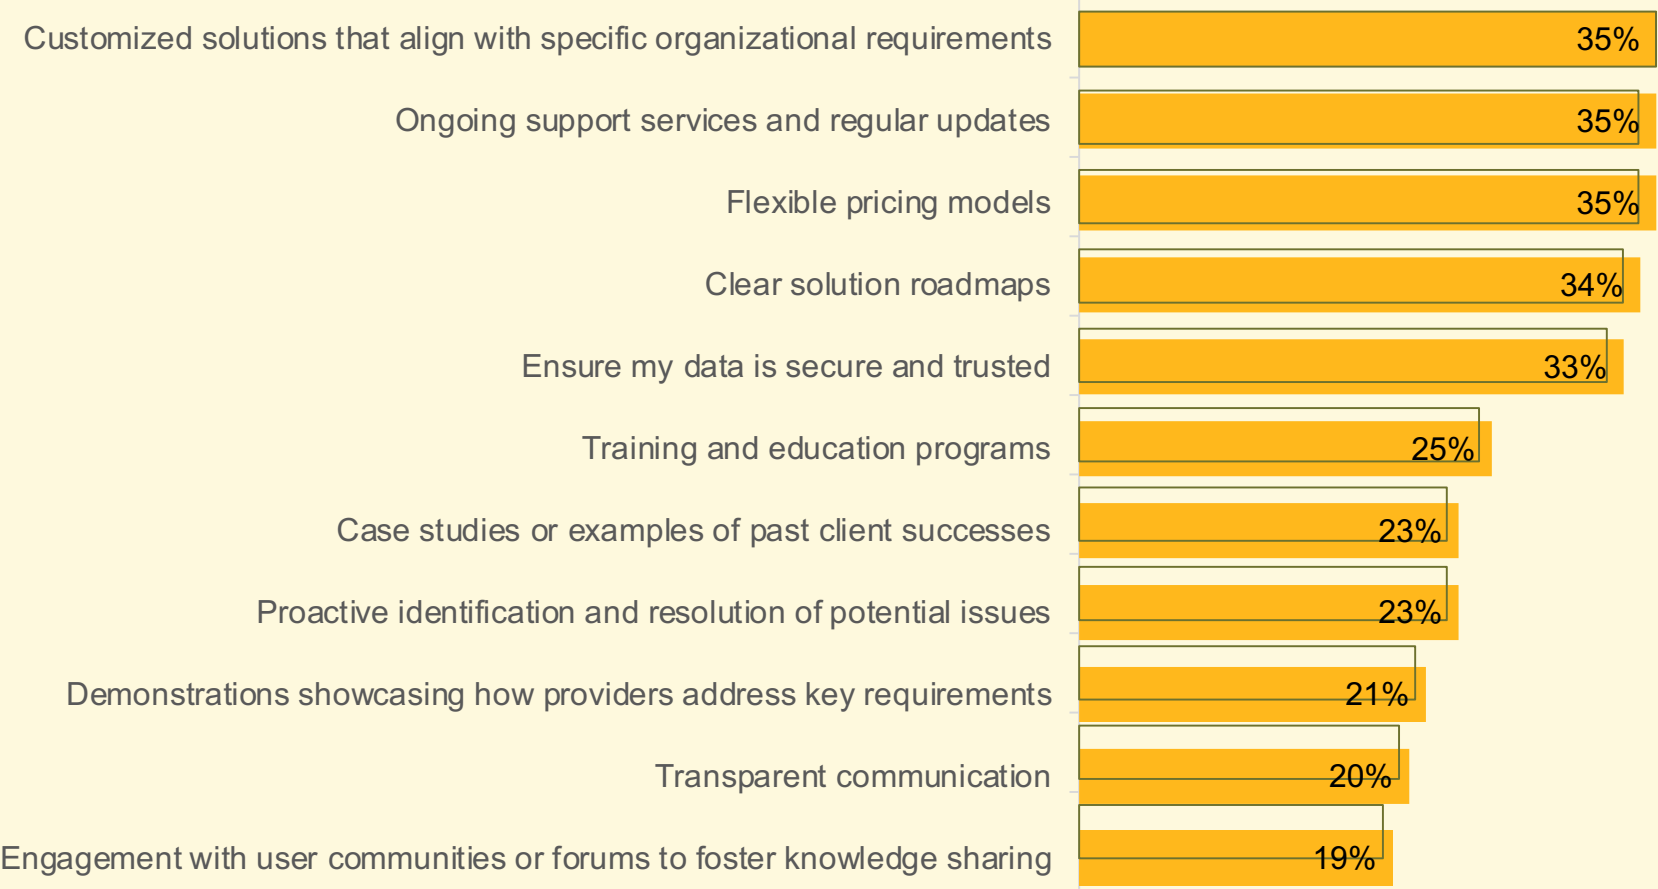 Customized solutions that align with specific organizational requirements 35%
Ongoing support services and regular updates 35%
Flexible pricing models 35%
Clear solution roadmaps 34%
Ensure my data is secure and trusted 33%
Training and education programs 25%
Case studies or examples of past client successes 23%
Proactive identification and resolution of potential issues 23%
Demonstrations showcasing how providers address key requirements 21%
Transparent communication 20%
Engagement with user communities or forums to foster knowledge sharing 19%